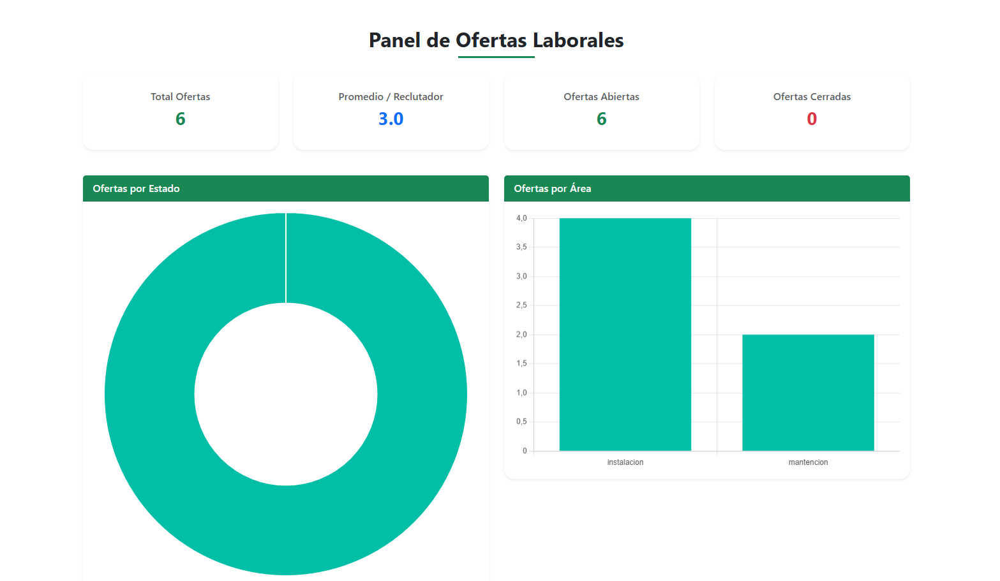 Panel de Ofertas Laborales
Total Ofertas
6
Promedio / Reclutador
3.0
Ofertas Abiertas
6
Ofertas Cerradas
0
Ofertas por Estado
Ofertas por Área
4,0
3,5
3,0
2,5
2,0
1,5
1,0
0,5
0
instalacion
mantencion